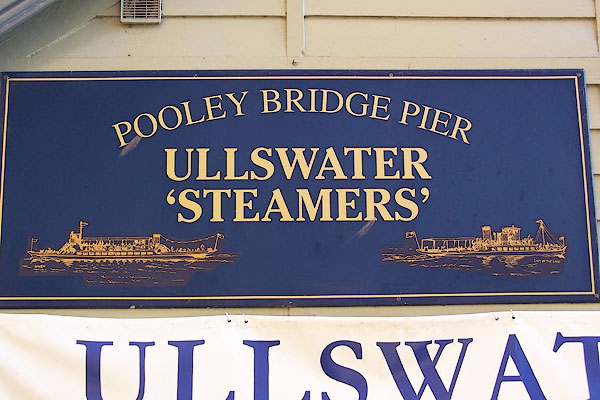 POOLEY BRIDGE PIER
ULLSWATER
‘STEAMERS’
ULLSWAT